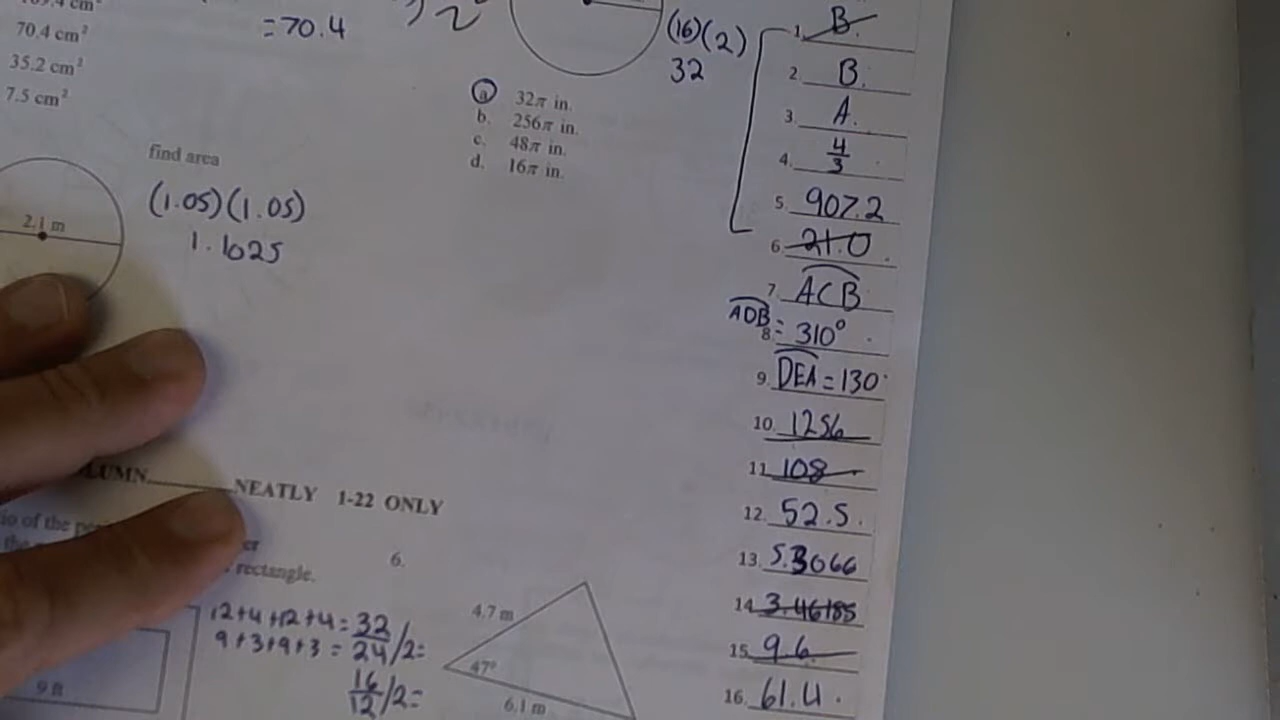 70.4 cm²
35.2 cm²
7.5 cm²
=70.4
(16)(2)
32
a. 32π in.
b. 256π in.
c. 48π in.
d. 16π in.
find area
2.1 m
(1.05)(1.05)
1.1025
NEATLY 1-22 ONLY
rectangle.
12+4+12+4=32
9+3+9+3=24/2=
16
12/2=
9 ft
6.
4.7 m
47°
6.1 m
1. B.
2. B.
3. A.
4. 4/3
5. 907.2
6. 21.0
7. ACB
ADB
8. = 310°
9. DEA = 130
10. 1256
11. 108
12. 52.5.
13. 5.3066
14. 3.46185
15. 9.6
16. 61.4